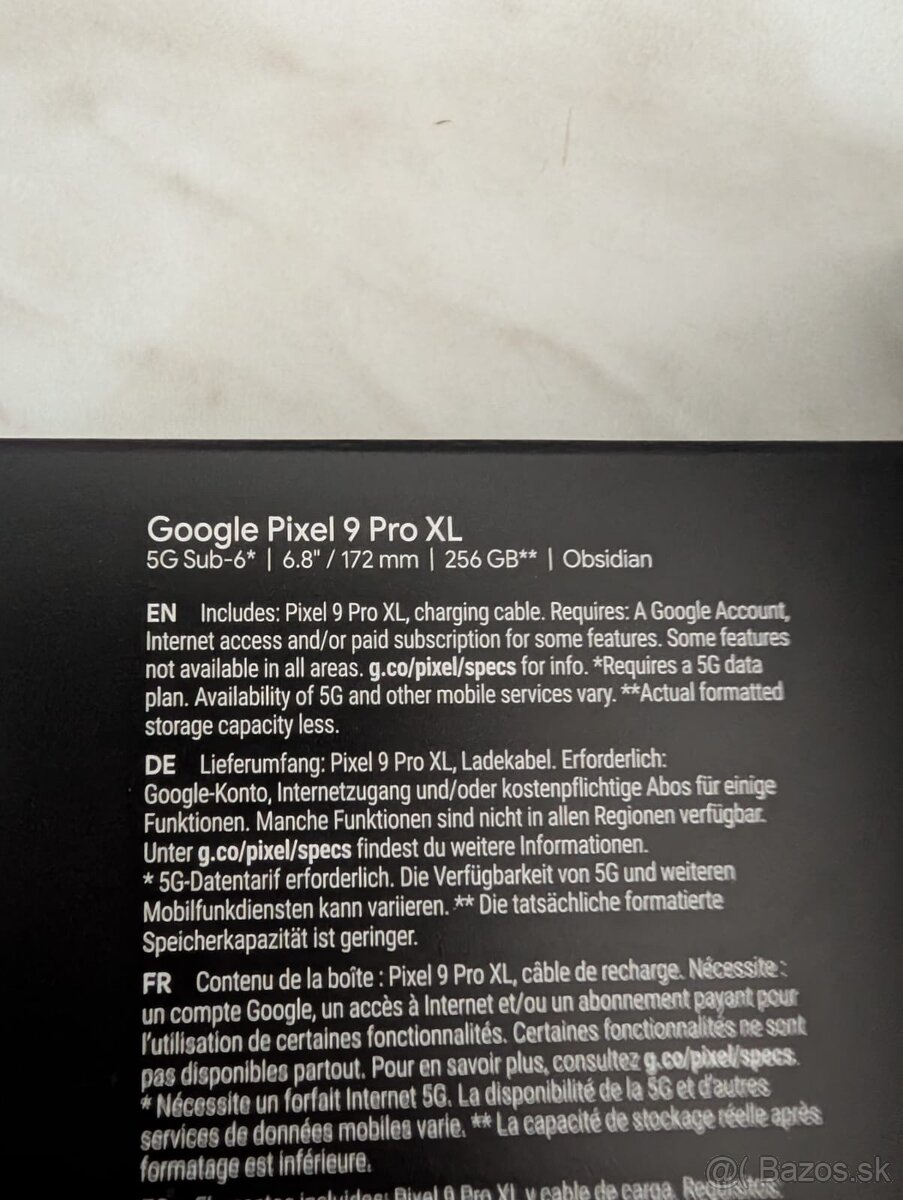 Google Pixel 9 Pro XL
5G Sub-6* | 6.8" / 172 mm | 256 GB** | Obsidian
EN Includes: Pixel 9 Pro XL, charging cable. Requires: A Google Account,
Internet access and/or paid subscription for some features. Some features
not available in all areas. g.co/pixel/specs for info. *Requires a 5G data
plan. Availability of 5G and other mobile services vary. **Actual formatted
storage capacity less.
DE Lieferumfang: Pixel 9 Pro XL, Ladekabel. Erforderlich:
Google-Konto, Internetzugang und/oder kostenpflichtige Abos für einige
Funktionen. Manche Funktionen sind nicht in allen Regionen verfügbar.
Unter g.co/pixel/specs findest du weitere Informationen.
* 5G-Datentarif erforderlich. Die Verfügbarkeit von 5G und weiteren
Mobilfunkdiensten kann variieren. ** Die tatsächliche formatierte
Speicherkapazität ist geringer.
FR Contenu de la boîte : Pixel 9 Pro XL, câble de recharge. Nécessite :
un compte Google, un accès à Internet et/ou un abonnement payant pour
l'utilisation de certaines fonctionnalités. Certaines fonctionnalités ne sont
pas disponibles partout. Pour en savoir plus, consultez g.co/pixel/specs.
* Nécessite un forfait Internet 5G. La disponibilité de la 5G et d'autres
services de données mobiles varie. ** La capacité de stockage réelle après
formatage est inférieure.
incluidos: Pixel 9 Pro XL y cable de carga. Requisitos:
@( Bazos.sk